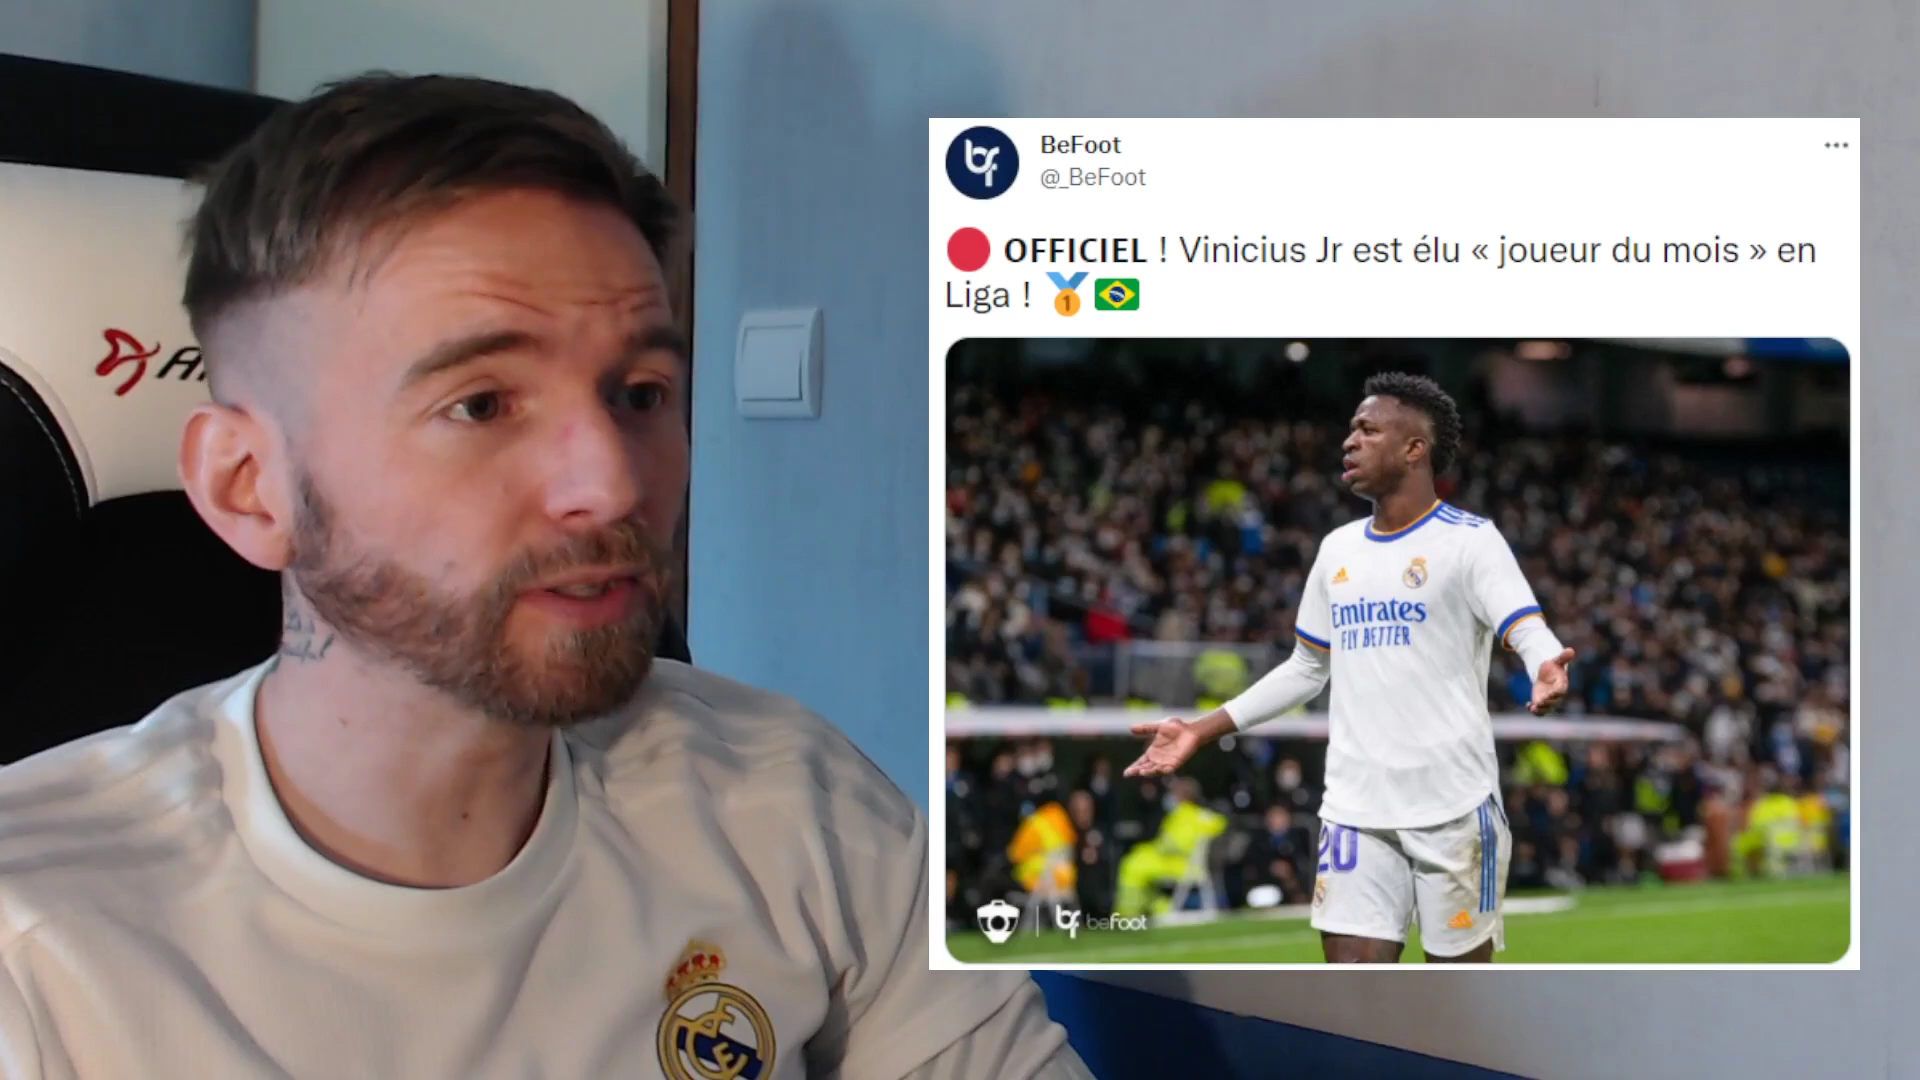 BeFoot
@_BeFoot
OFFICIEL ! Vinicius Jr est élu « joueur du mois » en
Liga !
Emirates
FLY BETTER
20
beFoot